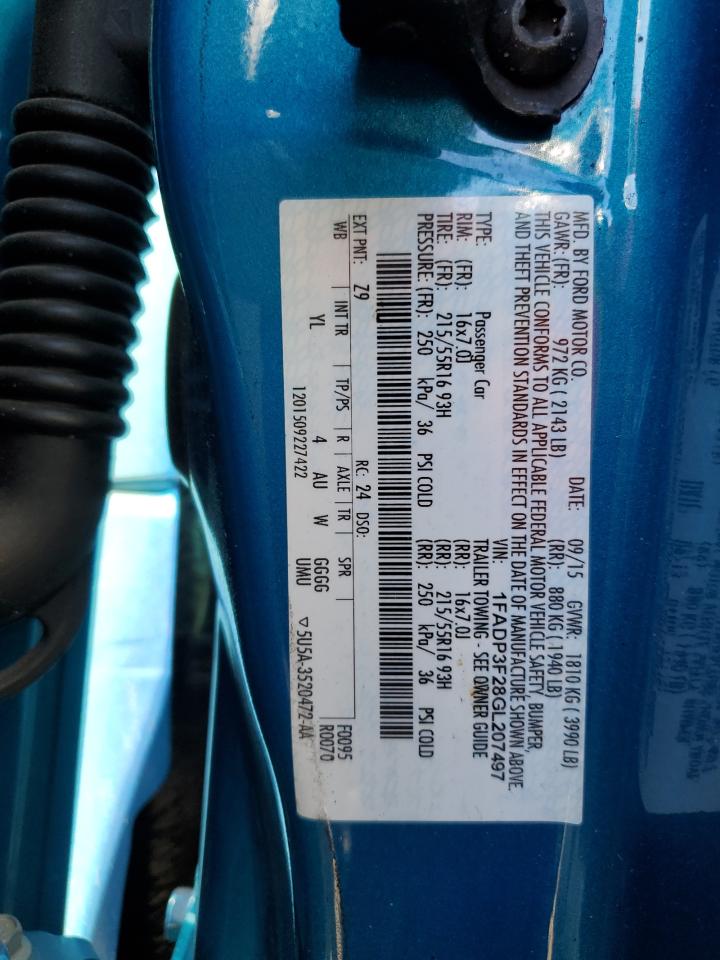 MFD. BY FORD MOTOR CO. DATE: 09/15 GVWR: 1810 KG ( 3990 LB)
GAWR: (FR): 972 KG ( 2143 LB) (RR): 880 KG ( 1940 LB)
THIS VEHICLE CONFORMS TO ALL APPLICABLE FEDERAL MOTOR VEHICLE SAFETY, BUMPER,
AND THEFT PREVENTION STANDARDS IN EFFECT ON THE DATE OF MANUFACTURE SHOWN ABOVE.
VIN: 1FADP3F28GL207497
TYPE: Passenger Car TRAILER TOWING - SEE OWNER GUIDE
RIM: (FR): 16x7.0J (RR): 16x7.0J
TIRE: (FR): 215/55R16 93H (RR): 215/55R16 93H
PRESSURE: (FR): 250 kPa/ 36 PSI COLD (RR): 250 kPa/ 36 PSI COLD
EXT PNT: Z9 RC: 24 DSO: F0095
WB INT TR TP/PS R AXLE TR SPR R0070
YL 4 AU W GGGG
1201509227422 UMU ▽5U5A-3520472-AA